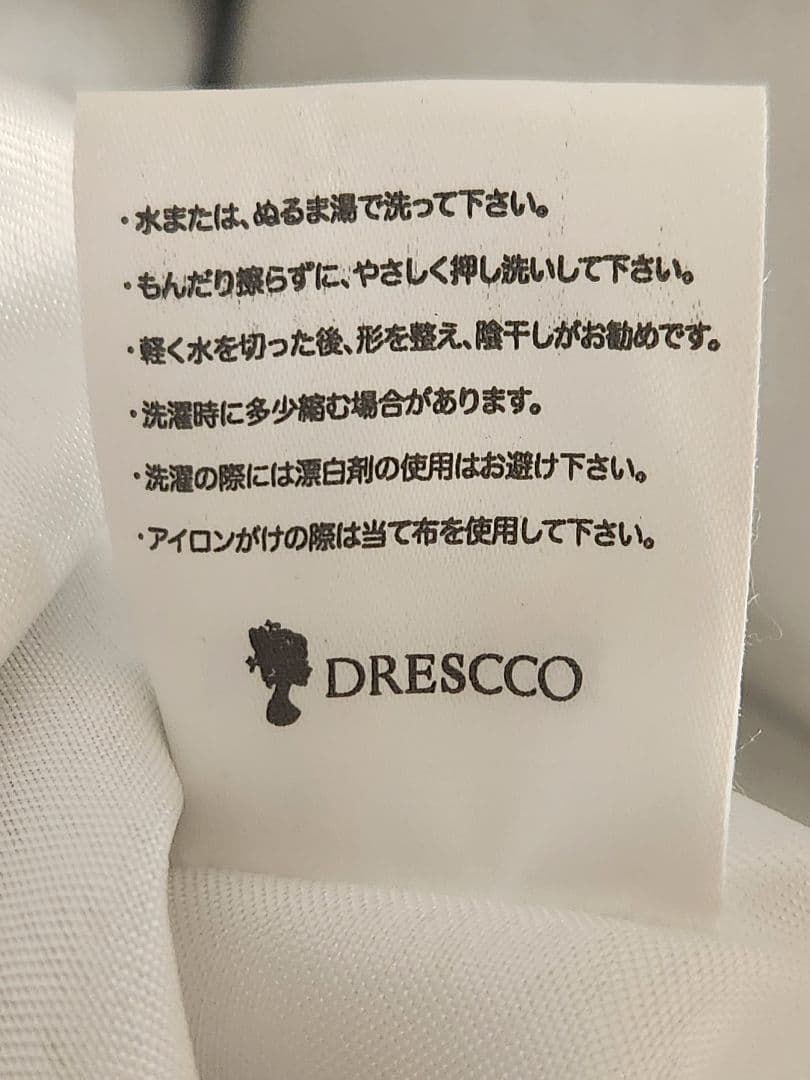 ・水または、ぬるま湯で洗って下さい。
・もんだり擦らずに、やさしく押し洗いして下さい。
・軽く水を切った後、形を整え、陰干しがお勧めです。
・洗濯時に多少縮む場合があります。
・洗濯の際には漂白剤の使用はお避け下さい。
・アイロンがけの際は当て布を使用して下さい。
DRESCCO